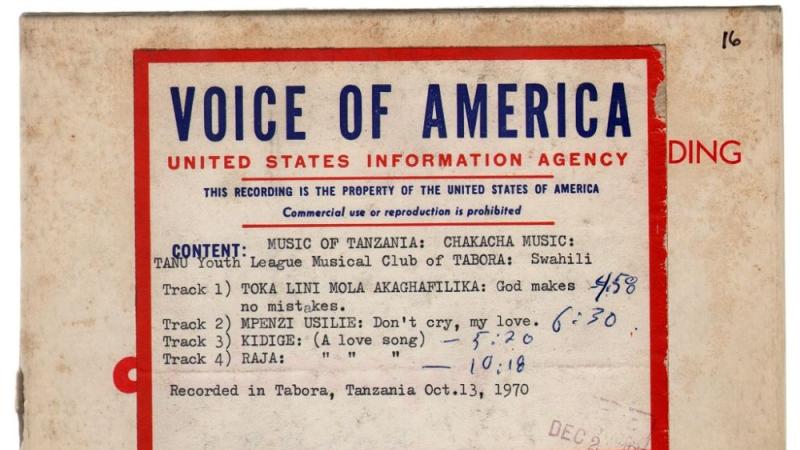 16
VOICE OF AMERICA
DING
UNITED STATES INFORMATION AGENCY
THIS RECORDING IS THE PROPERTY OF THE UNITED STATES OF AMERICA
Commercial use or reproduction is prohibited
CONTENT: MUSIC OF TANZANIA: CHAKACHA MUSIC:
TANU Youth League Musical Club of TABORA: Swahili
Track 1) TOKA LINI MOLA AKAGHAFILIKA: God makes 4:58
no mistakes.
Track 2) MPENZI USILIE: Don't cry, my love. 6:30
Track 3) KIDIGE: (A love song) – 5:20
Track 4) RAJA: " " " — 10:18
Recorded in Tabora, Tanzania Oct.13, 1970
DEC 2